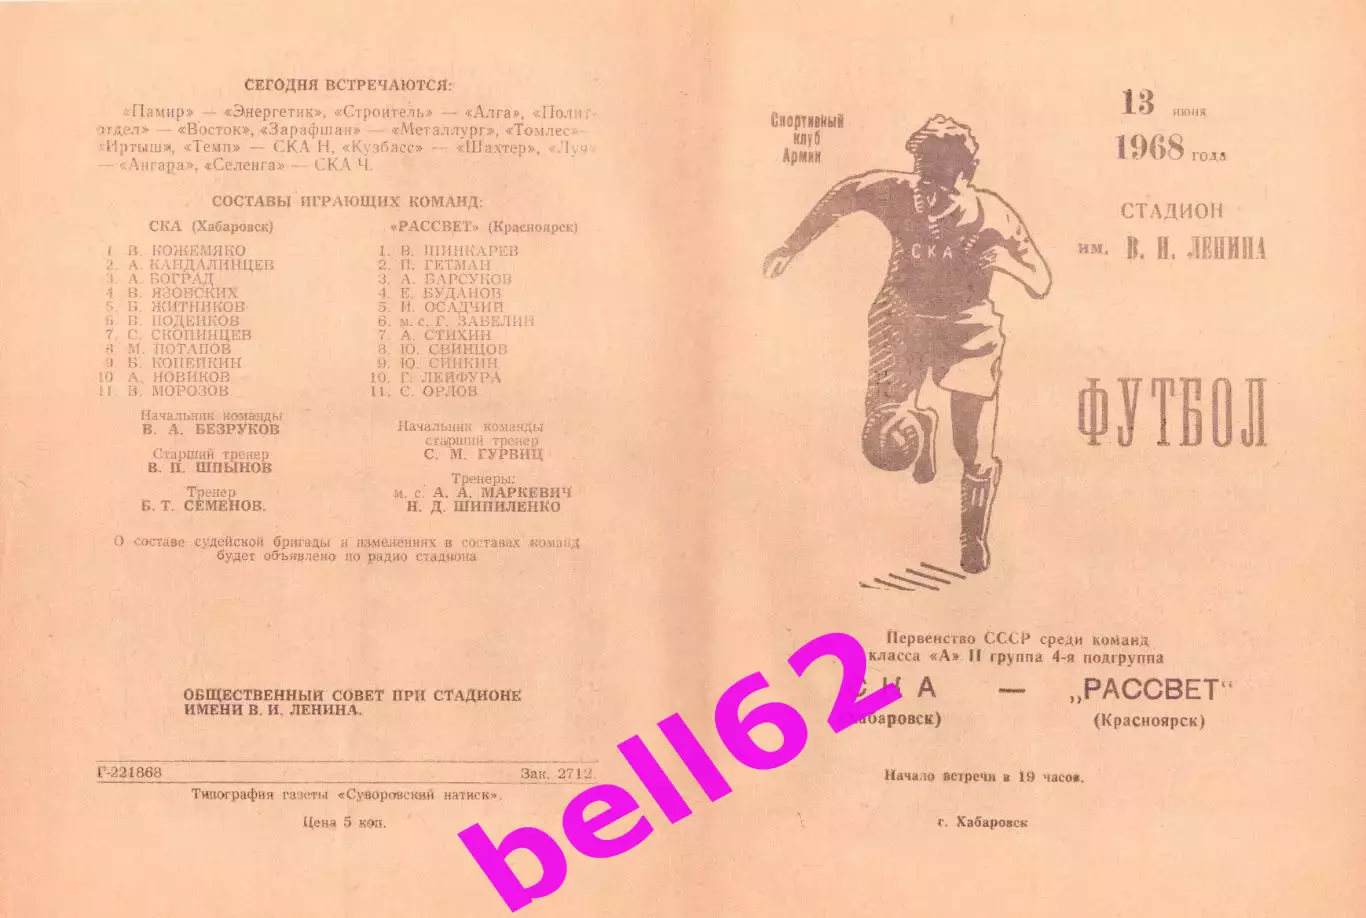 СЕГОДНЯ ВСТРЕЧАЮТСЯ:
«Памир» — «Энергетик», «Строитель» — «Алга», «Полит-
отдел» — «Восток», «Зарафшан» — «Металлург», «Томлес»—
«Иртыш», «Темп» — СКА Н, «Кузбасс» — «Шахтер», «Луч»
— «Ангара», «Селенга» — СКА Ч.
СОСТАВЫ ИГРАЮЩИХ КОМАНД:
СКА (Хабаровск)
1 В. КОЖЕМЯКО
2. А. КАНДАЛИНЦЕВ
3 А. БОГРАД
4 В. ЯЗОВСКИХ
5. Б. ЖИТНИКОВ
6 В. ПОДЕНКОВ
7 С. СКОПИНЦЕВ
8 М. ПОТАПОВ
9 Б. КОПЕЙКИН
10 А. НОВИКОВ
11. В. МОРОЗОВ
Начальник команды
В. А. БЕЗРУКОВ
Старший тренер
В. П. ШПЫНОВ
Тренер
Б. Т. СЕМЕНОВ.
«РАССВЕТ» (Красноярск)
1. В. ШИНКАРЕВ
2. П. ГЕТМАН
3. А. БАРСУКОВ
4. Е. БУДАНОВ
5. И. ОСАДЧИЙ
6. м. с. Г. ЗАБЕЛИН
7 А. СТИХИН
8. Ю. СВИНЦОВ
9. Ю. СИНКИН
10. Г. ЛЕЙФУРА
11. С. ОРЛОВ
Начальник команды
старший тренер
С. М. ГУРВИЦ
Тренеры:
м. с. А. А. МАРКЕВИЧ
Н. Д. ШИПИЛЕНКО
О составе судейской бригады и изменениях в составах команд
будет объявлено по радио стадиона
ОБЩЕСТВЕННЫЙ СОВЕТ ПРИ СТАДИОНЕ
ИМЕНИ В. И. ЛЕНИНА.
Г-221868 Зак. 2712.
Типография газеты «Суворовский натиск».
Цена 5 коп.
Спортивный
клуб
Армии
13 июня
1968 года
СТАДИОН
им. В. И. ЛЕНИНА
СКА
ФУТБОЛ
Первенство СССР среди команд
класса «А» II группа 4-я подгруппа
СКА — „РАССВЕТ“
(Хабаровск) (Красноярск)
Начало встречи в 19 часов.
г. Хабаровск
bell62